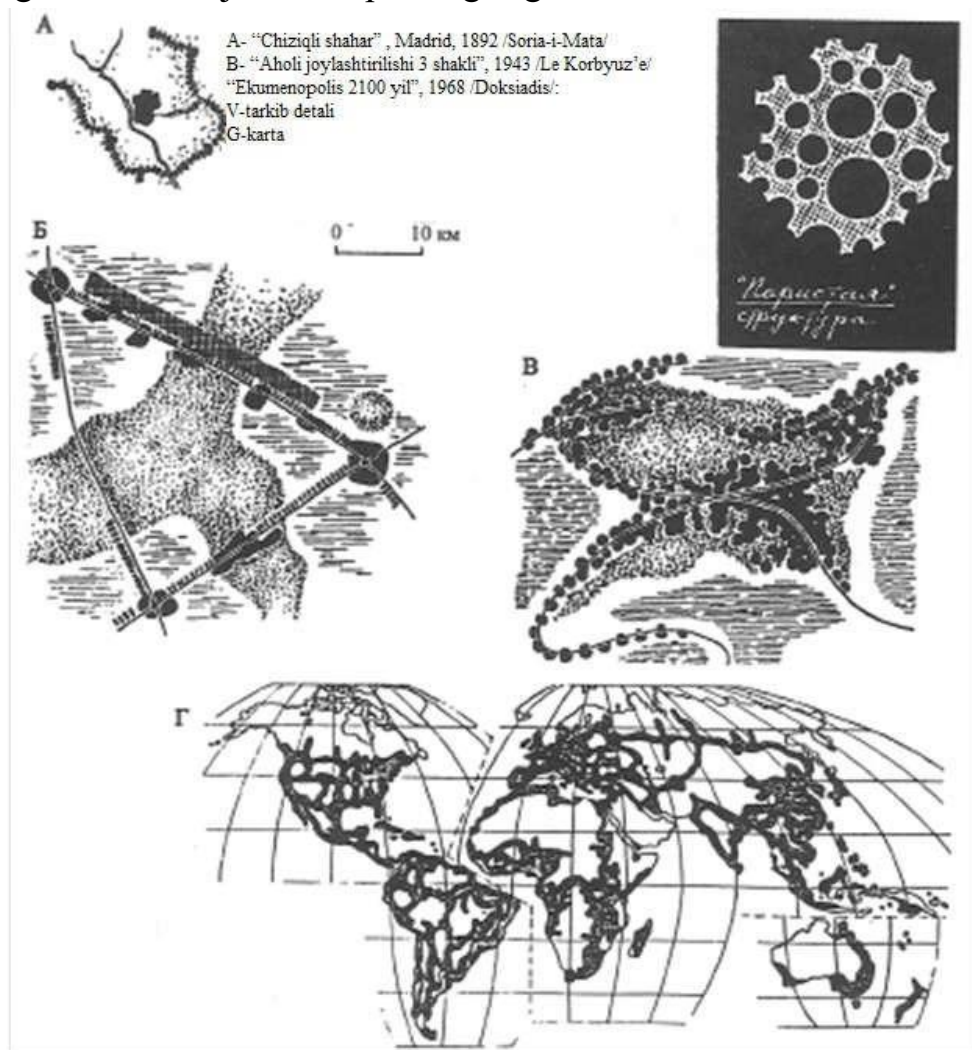 А
A- “Chiziqli shahar” , Madrid, 1892 /Soria-i-Mata/
B- “Aholi joylashtirilishi 3 shakli”, 1943 /Le Korbyuz’e/
“Ekumenopolis 2100 yil”, 1968 /Doksiadis/:
V-tarkib detali
G-karta
Б
0 10 км
"Пористая"
структура
В
Г